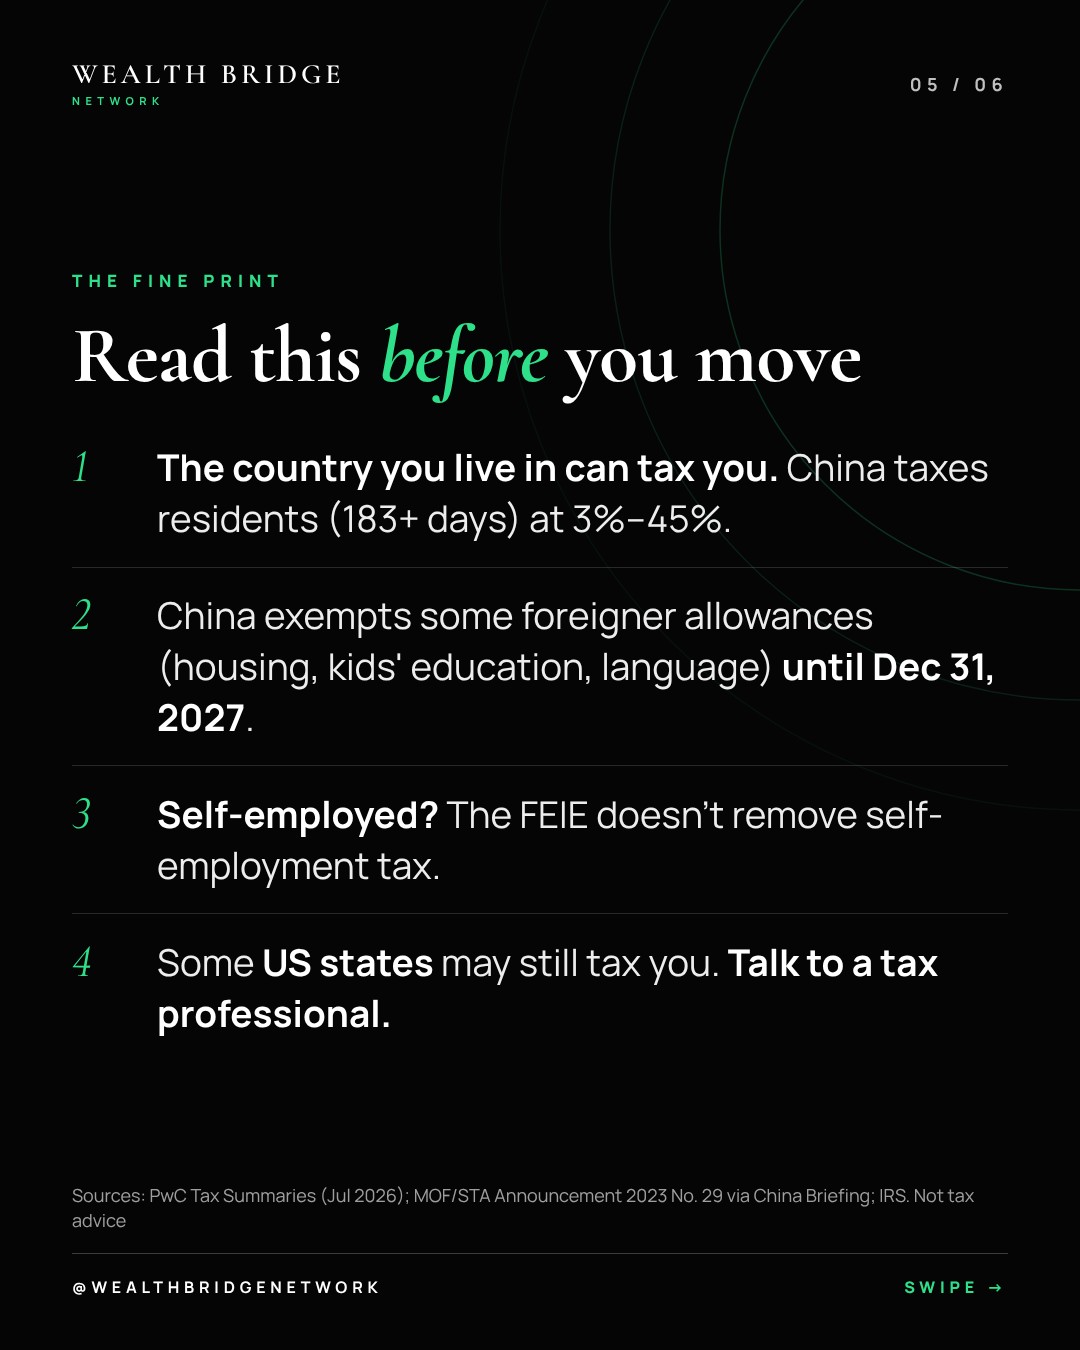 WEALTH BRIDGE
NETWORK
05 / 06
THE FINE PRINT
Read this before you move
1
The country you live in can tax you. China taxes
residents (183+ days) at 3%–45%.
2
China exempts some foreigner allowances
(housing, kids' education, language) until Dec 31,
2027.
3
Self-employed? The FEIE doesn’t remove self-
employment tax.
4
Some US states may still tax you. Talk to a tax
professional.
Sources: PwC Tax Summaries (Jul 2026); MOF/STA Announcement 2023 No. 29 via China Briefing; IRS. Not tax
advice
@WEALTHBRIDGENETWORK
SWIPE →